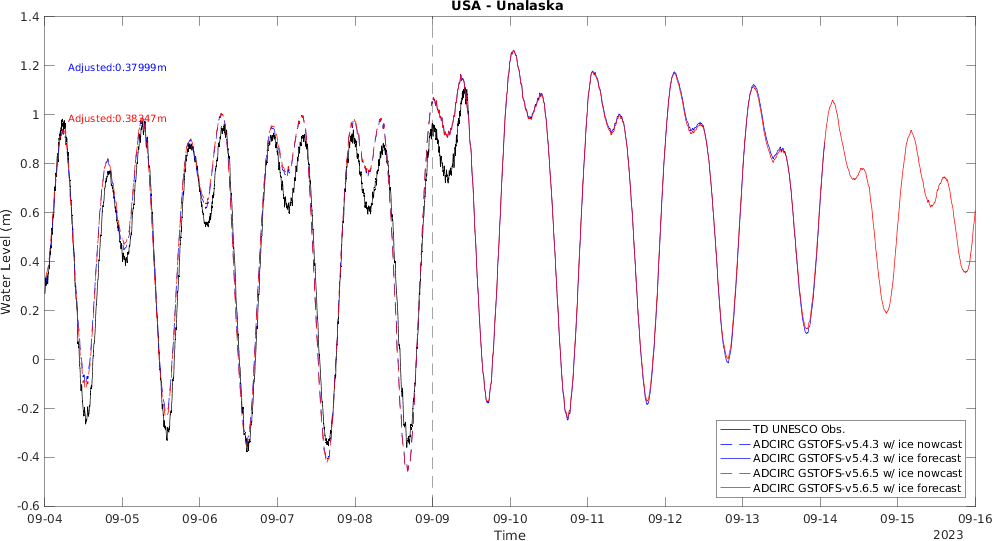 USA - Unalaska
1.4
1.2
1
0.8
0.6
0.4
0.2
0
-0.2
-0.4
-0.6
Water Level (m)
Adjusted:0.37999m
Adjusted:0.38347m
TD UNESCO Obs.
ADCIRC GSTOFS-v5.4.3 w/ ice nowcast
ADCIRC GSTOFS-v5.4.3 w/ ice forecast
ADCIRC GSTOFS-v5.6.5 w/ ice nowcast
ADCIRC GSTOFS-v5.6.5 w/ ice forecast
09-04 09-05 09-06 09-07 09-08 09-09 09-10 09-11 09-12 09-13 09-14 09-15 09-16
Time
2023